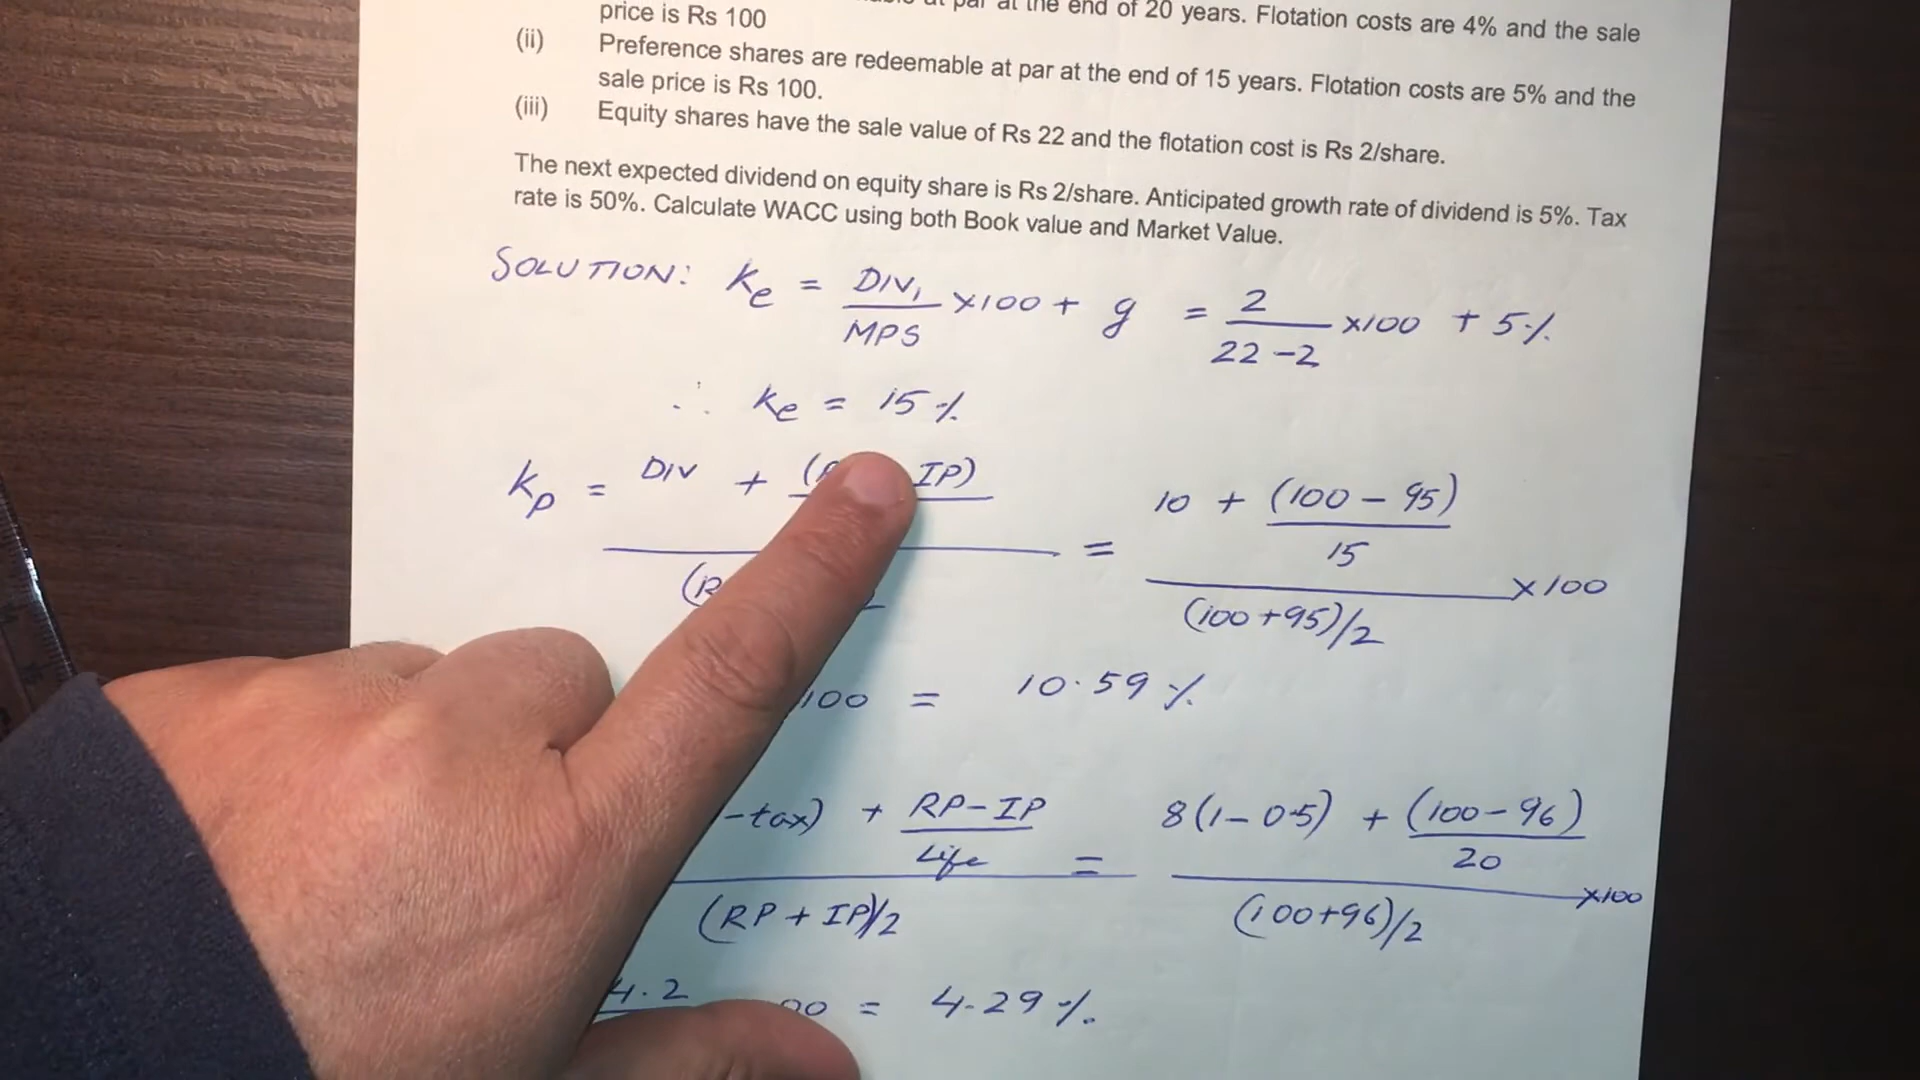 par at the end of 20 years. Flotation costs are 4% and the sale
price is Rs 100
(ii) Preference shares are redeemable at par at the end of 15 years. Flotation costs are 5% and the
sale price is Rs 100.
(iii) Equity shares have the sale value of Rs 22 and the flotation cost is Rs 2/share.
The next expected dividend on equity share is Rs 2/share. Anticipated growth rate of dividend is 5%. Tax
rate is 50%. Calculate WACC using both Book value and Market Value.
SOLUTION: Ke = DIV1 / MPS ×100 + g = 2 / 22-2 ×100 + 5%
∴ Ke = 15%
Kp = DIV + ( IP) = 10 + (100 - 95) / 15
(R (100+95)/2 ×100
100 = 10.59%
-tax) + RP-IP / Life = 8(1-0.5) + (100-96) / 20
(RP + IP)/2 (100+96)/2 ×100
4.2 00 = 4.29%.